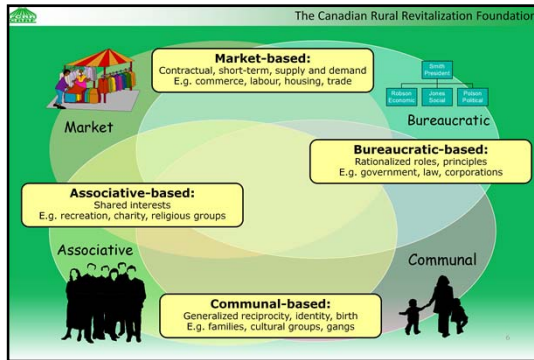 The Canadian Rural Revitalization Foundation
Market-based:
Contractual, short-term, supply and demand
E.g. commerce, labour, housing, trade
Smith
President
Robson
Economic
Jones
Social
Polson
Political
Market
Bureaucratic
Bureaucratic-based:
Rationalized roles, principles
E.g. government, law, corporations
Associative-based:
Shared interests
E.g. recreation, charity, religious groups
Associative
Communal
Communal-based:
Generalized reciprocity, identity, birth
E.g. families, cultural groups, gangs
6